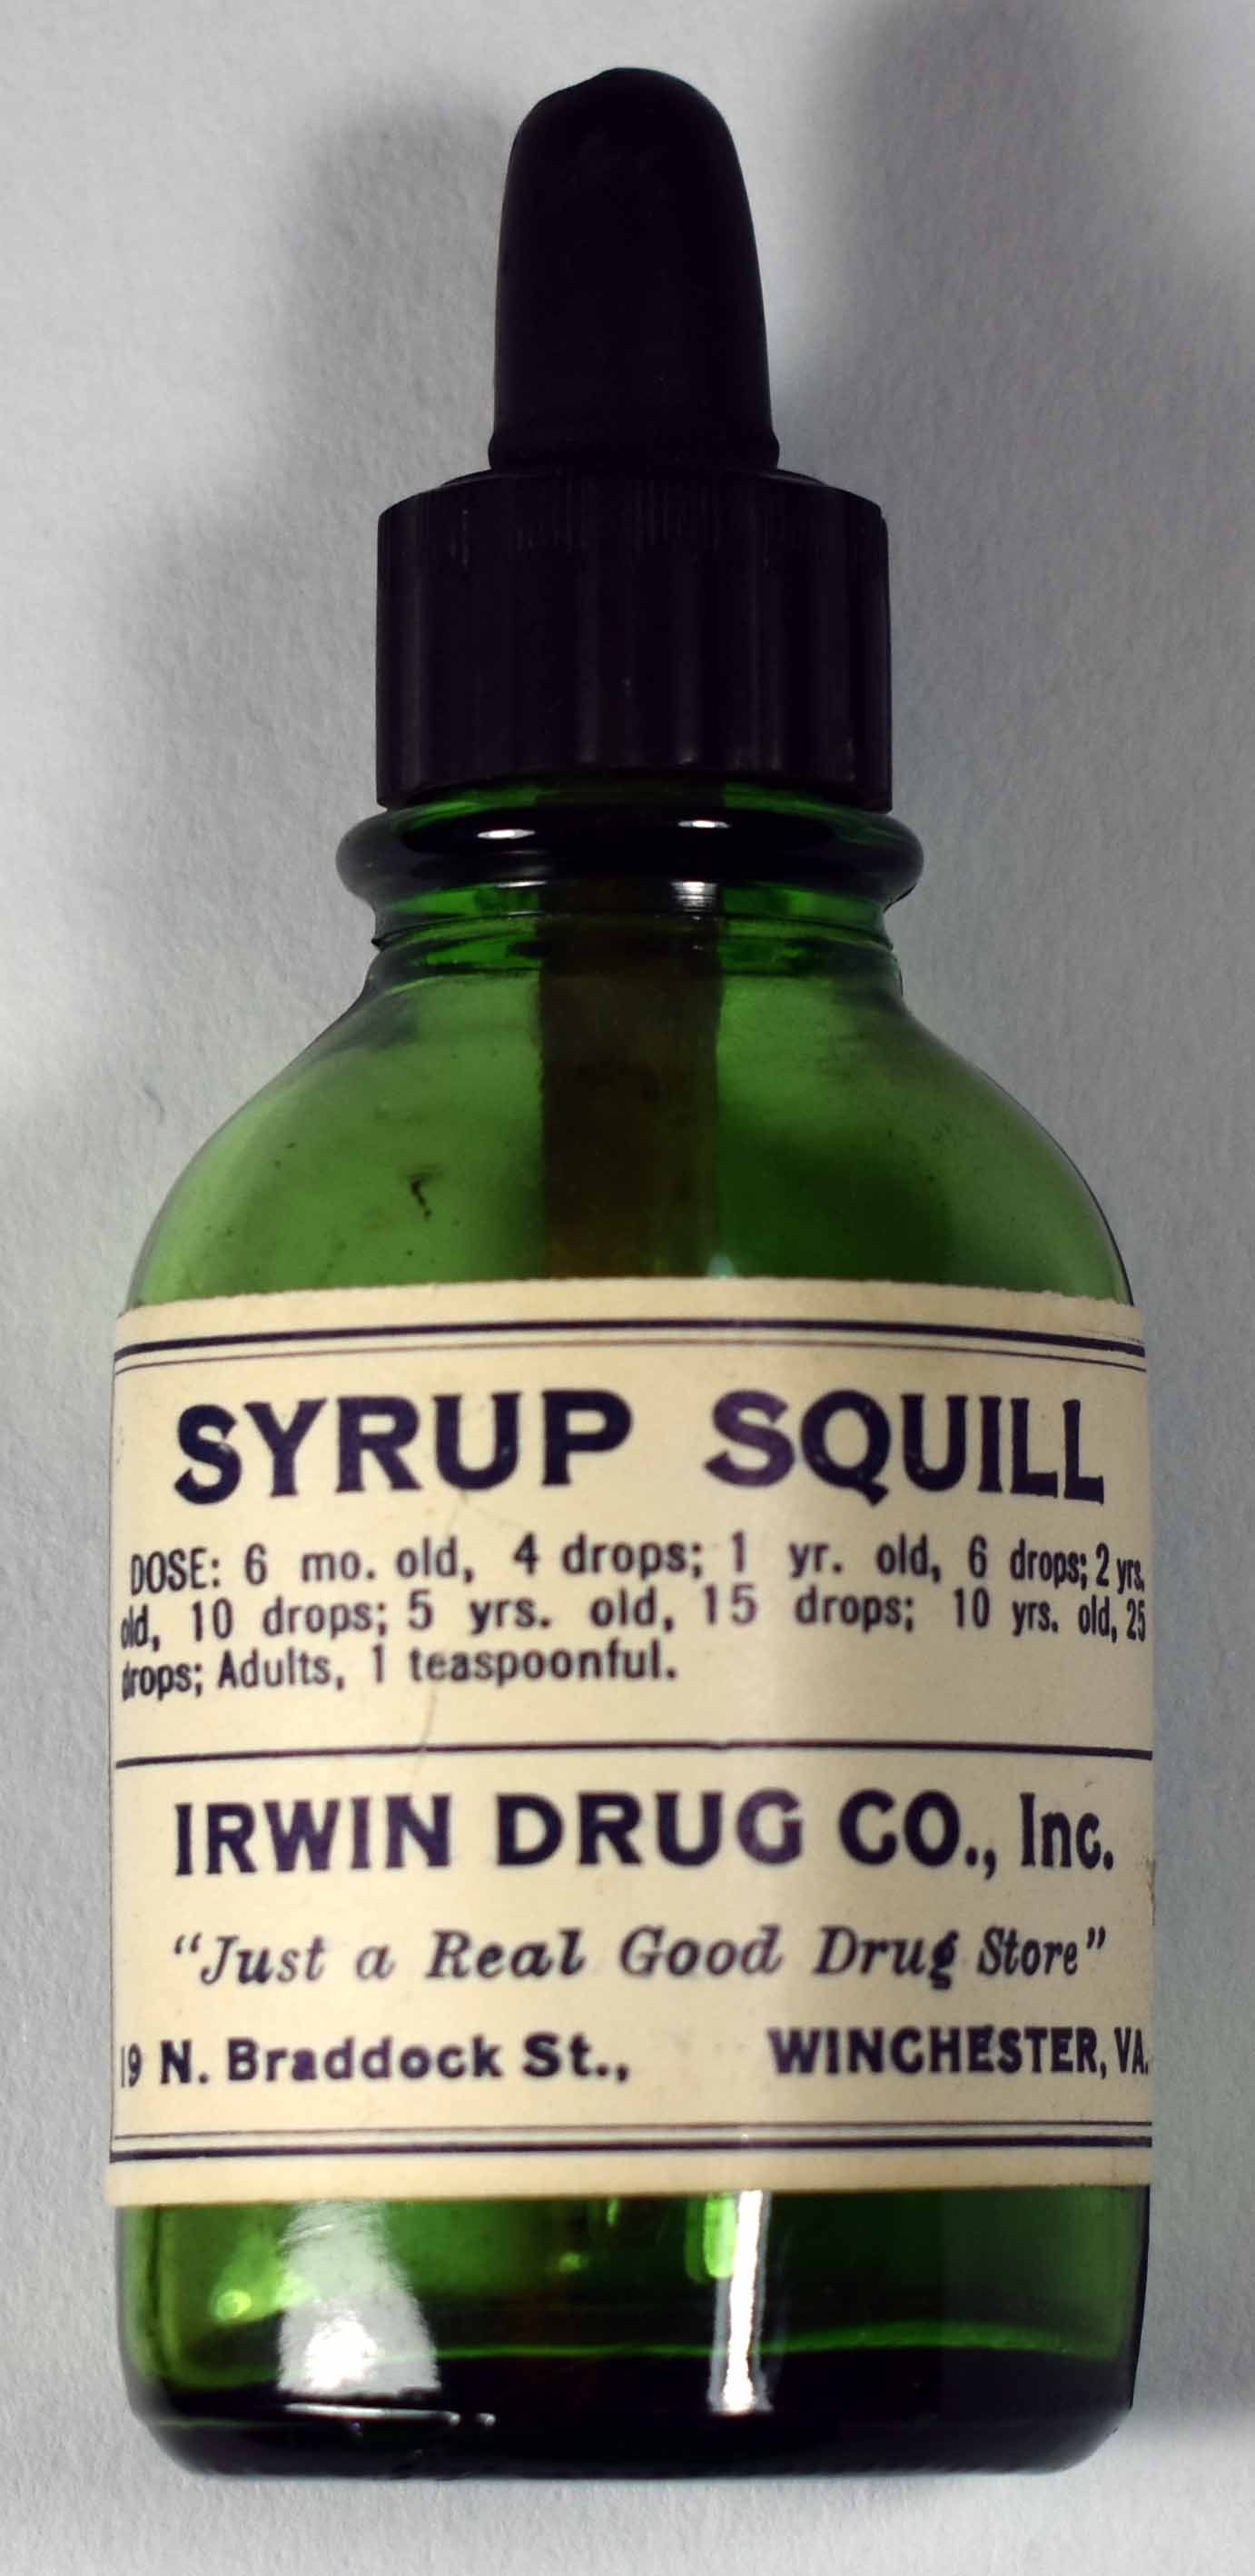 SYRUP SQUILL
DOSE: 6 mo. old, 4 drops; 1 yr. old, 6 drops; 2 yrs.
old, 10 drops; 5 yrs. old, 15 drops; 10 yrs. old, 25
drops; Adults, 1 teaspoonful.
IRWIN DRUG CO., Inc.
"Just a Real Good Drug Store"
19 N. Braddock St., WINCHESTER, VA.